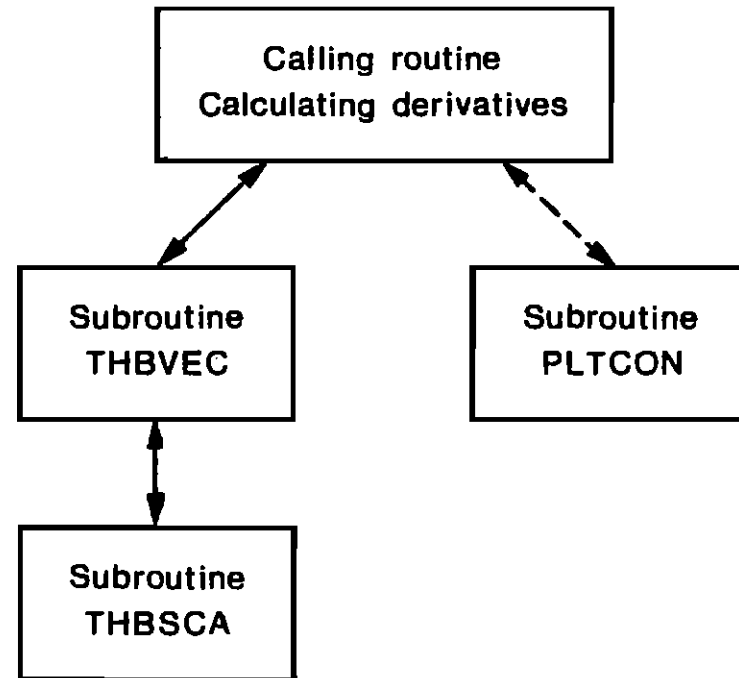 Calling routine
Calculating derivatives
Subroutine
THBVEC
Subroutine
PLTCON
Subroutine
THBSCA